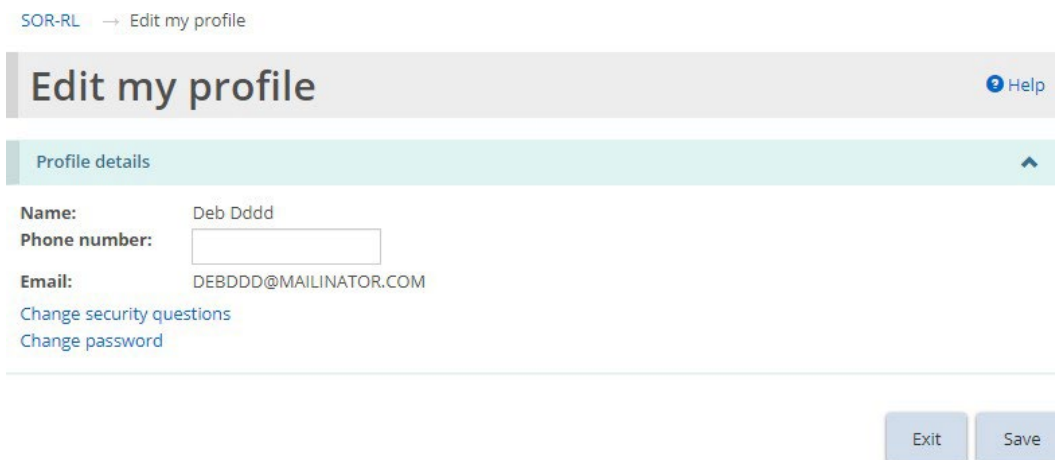 SOR-RL → Edit my profile
Edit my profile
Help
Profile details
Name: Deb Dddd
Phone number:
Email: DEBDDD@MAILINATOR.COM
Change security questions
Change password
Exit Save